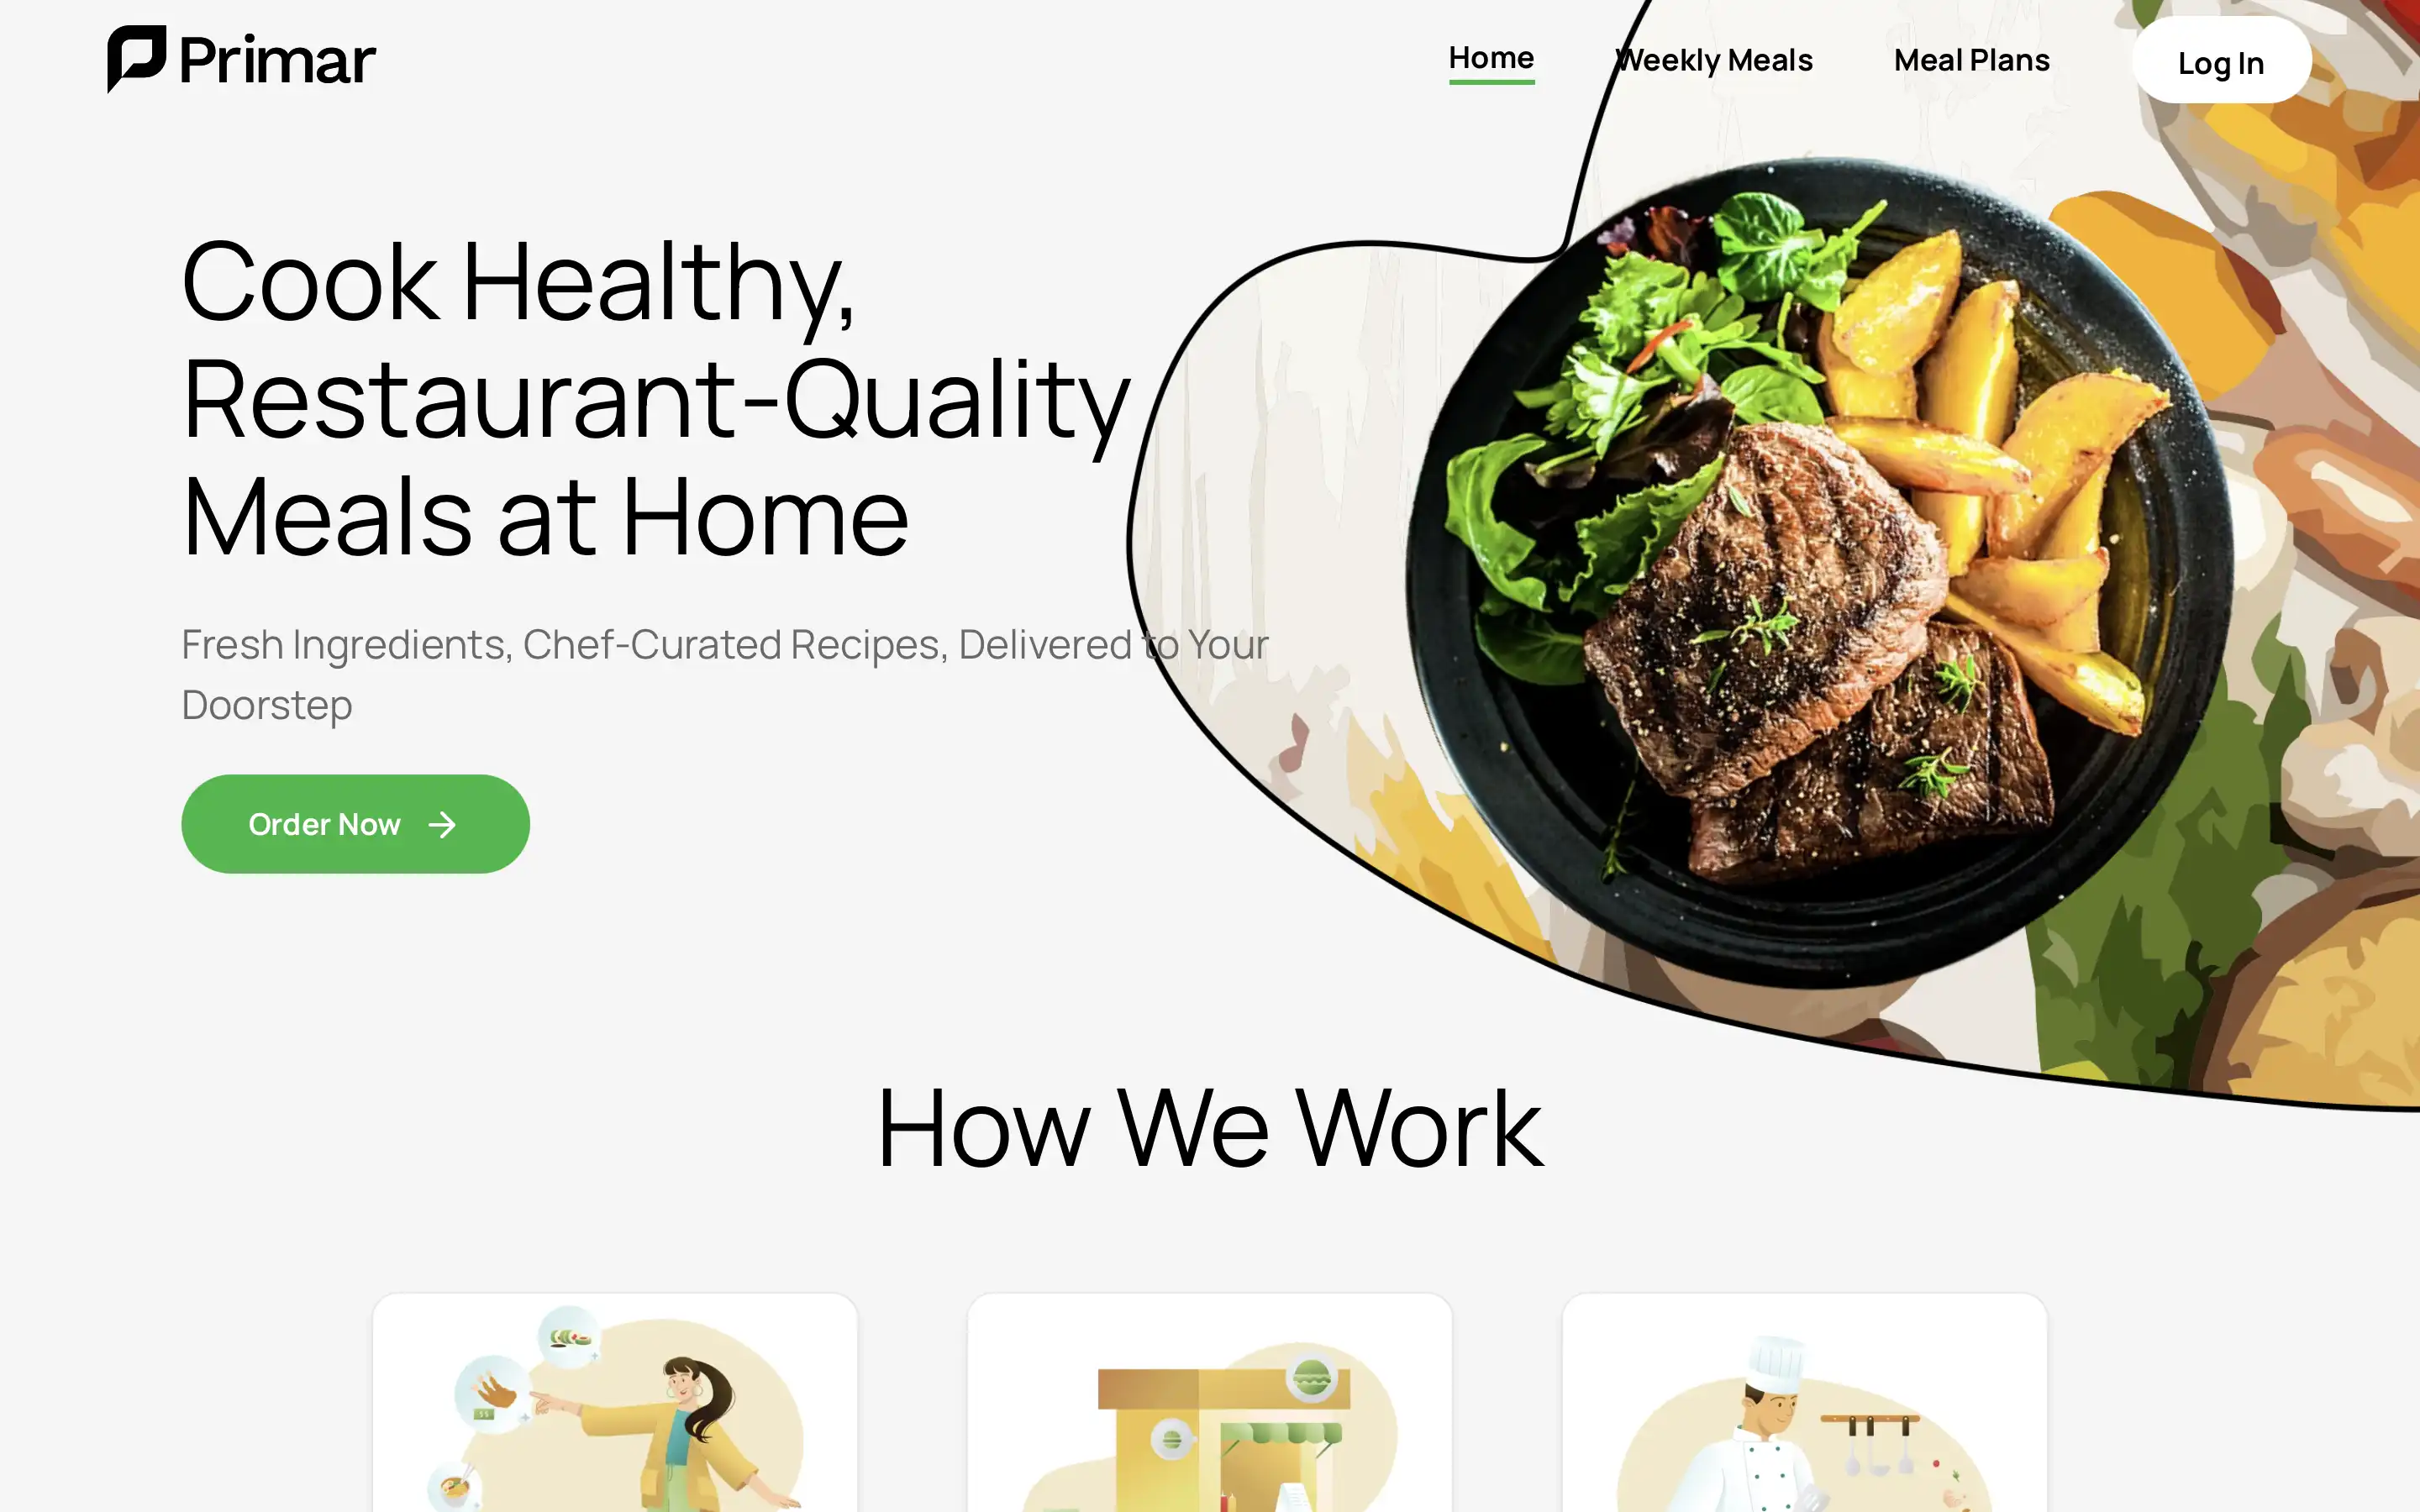 Primar
Home
Weekly Meals
Meal Plans
Log In
Cook Healthy,
Restaurant-Quality
Meals at Home
Fresh Ingredients, Chef-Curated Recipes, Delivered to Your
Doorstep
Order Now
How We Work